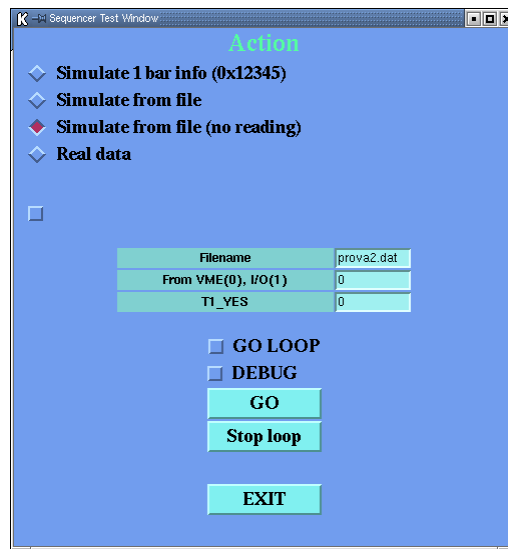 Sequencer Test Window
Action
Simulate 1 bar info (0x12345)
Simulate from file
Simulate from file (no reading)
Real data
Filename prova2.dat
From VME(0), I/O(1) 0
T1_YES 0
GO LOOP
DEBUG
GO
Stop loop
EXIT